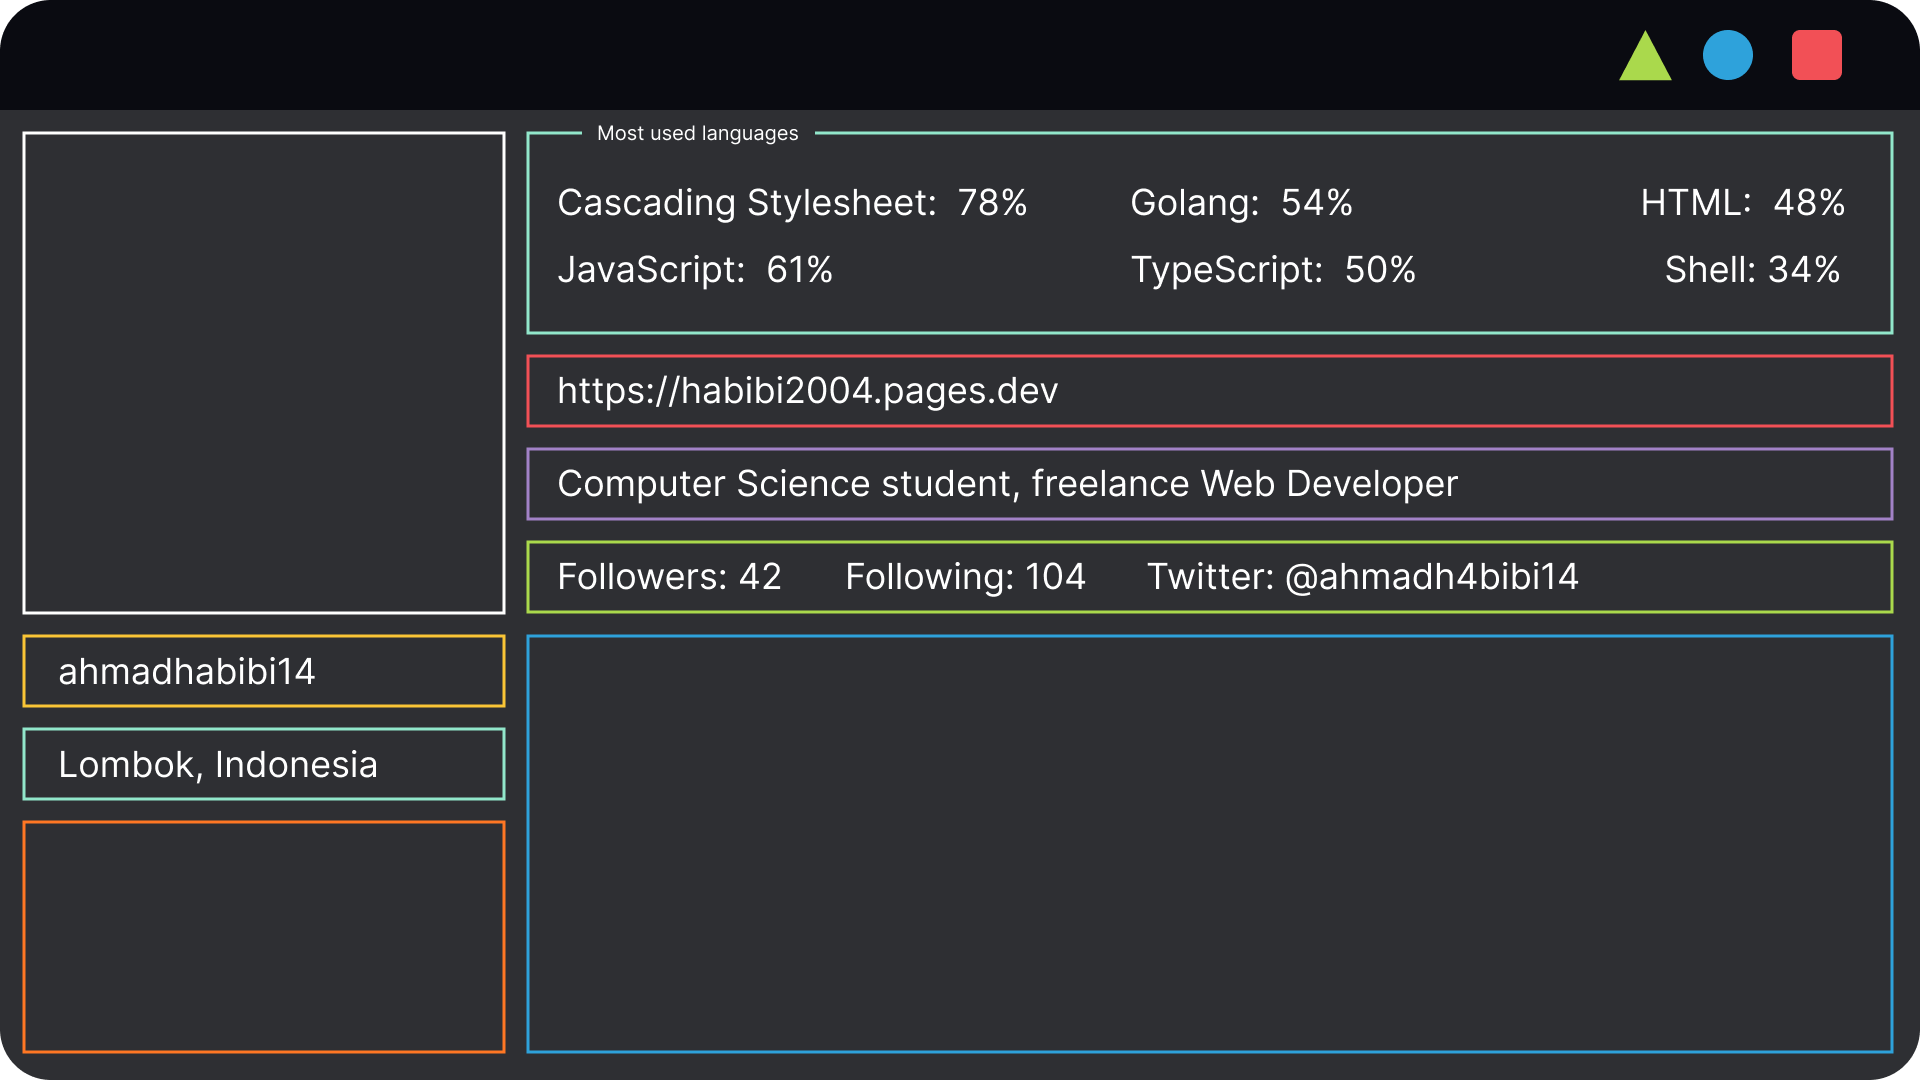 Most used languages
Cascading Stylesheet: 78% Golang: 54% HTML: 48%
JavaScript: 61% TypeScript: 50% Shell: 34%
https://habibi2004.pages.dev
Computer Science student, freelance Web Developer
Followers: 42 Following: 104 Twitter: @ahmadh4bibi14
ahmadhabibi14
Lombok, Indonesia